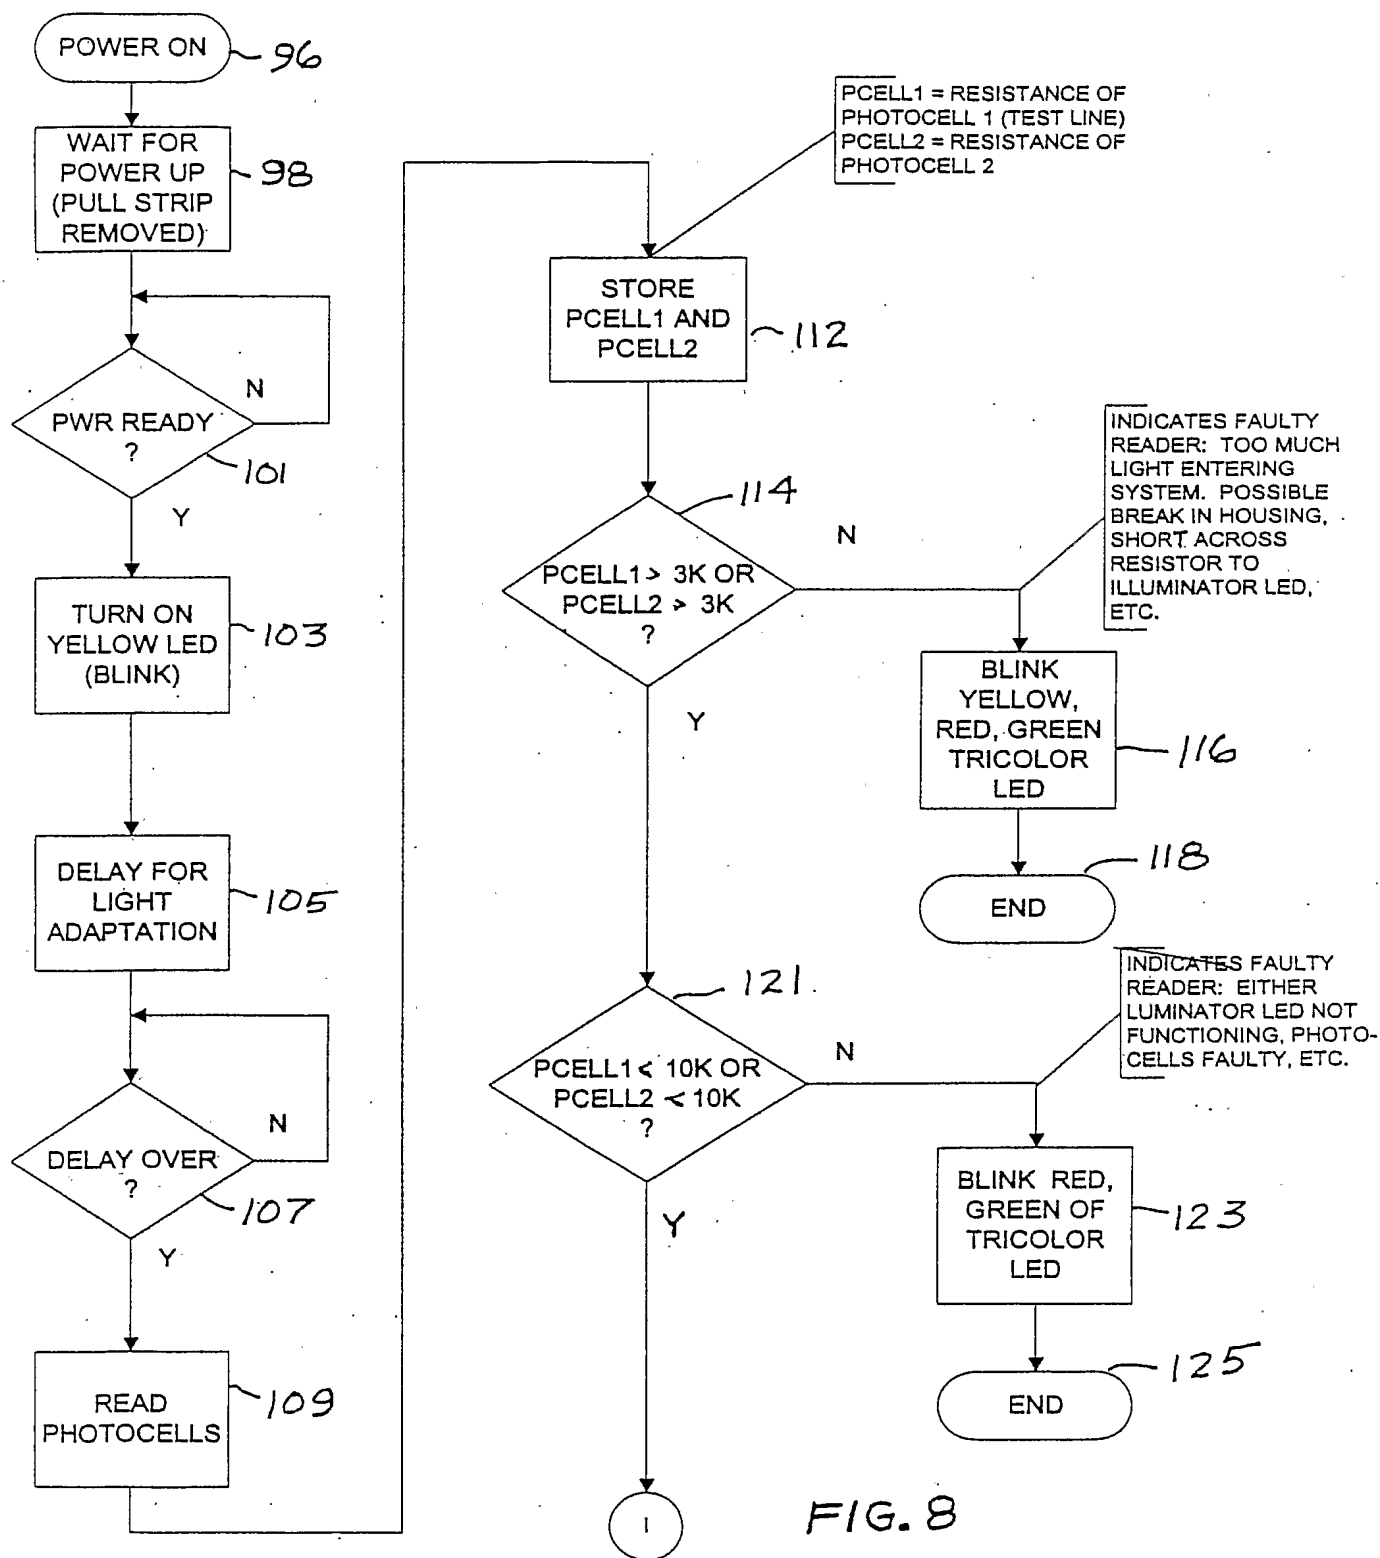 POWER ON
96
WAIT FOR
POWER UP
(PULL STRIP
REMOVED)
98
N
PWR READY
?
101
Y
TURN ON
YELLOW LED
(BLINK)
103
DELAY FOR
LIGHT
ADAPTATION
105
N
DELAY OVER
?
107
Y
READ
PHOTOCELLS
109
PCELL1 = RESISTANCE OF
PHOTOCELL 1 (TEST LINE)
PCELL2 = RESISTANCE OF
PHOTOCELL 2
STORE
PCELL1 AND
PCELL2
112
114
N
PCELL1 > 3K OR
PCELL2 > 3K
?
Y
INDICATES FAULTY
READER: TOO MUCH
LIGHT ENTERING
SYSTEM. POSSIBLE
BREAK IN HOUSING,
SHORT ACROSS
RESISTOR TO
ILLUMINATOR LED,
ETC.
BLINK
YELLOW,
RED, GREEN
TRICOLOR
LED
116
118
END
121
N
PCELL1 < 10K OR
PCELL2 < 10K
?
Y
INDICATES FAULTY
READER: EITHER
LUMINATOR LED NOT
FUNCTIONING, PHOTO-
CELLS FAULTY, ETC.
BLINK RED,
GREEN OF
TRICOLOR
LED
123
125
END
1
FIG. 8